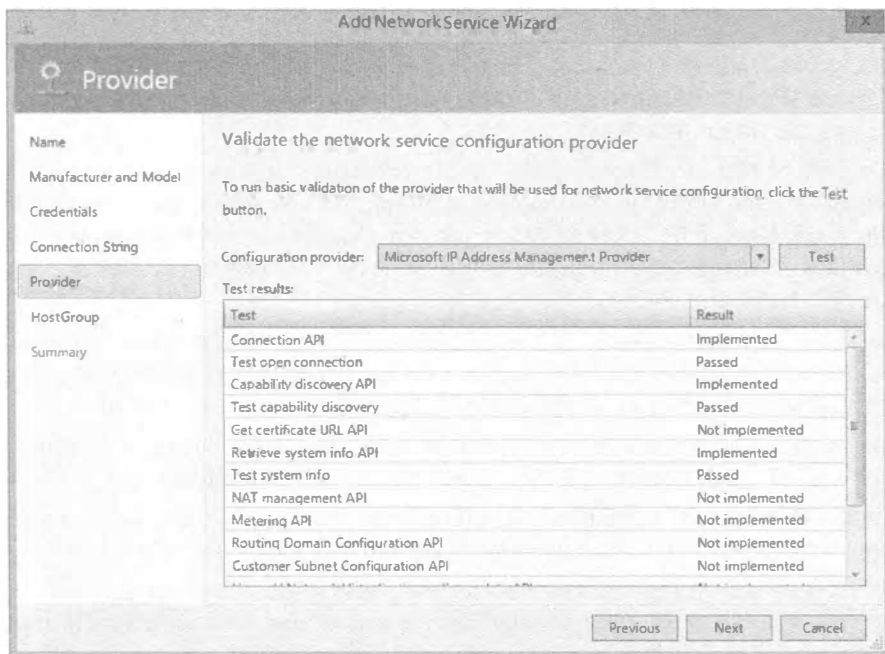 Add Network Service Wizard
x
Provider
Name
Manufacturer and Model
Credentials
Connection String
Provider
HostGroup
Summary
Validate the network service configuration provider
To run basic validation of the provider that will be used for network service configuration, click the Test
button.
Configuration provider: Microsoft IP Address Management Provider Test
Test results:
Test Result
Connection API Implemented
Test open connection Passed
Capability discovery API Implemented
Test capability discovery Passed
Get certificate URL API Not implemented
Retrieve system info API Implemented
Test system info Passed
NAT management API Not implemented
Metering API Not implemented
Routing Domain Configuration API Not implemented
Customer Subnet Configuration API Not implemented
Previous Next Cancel